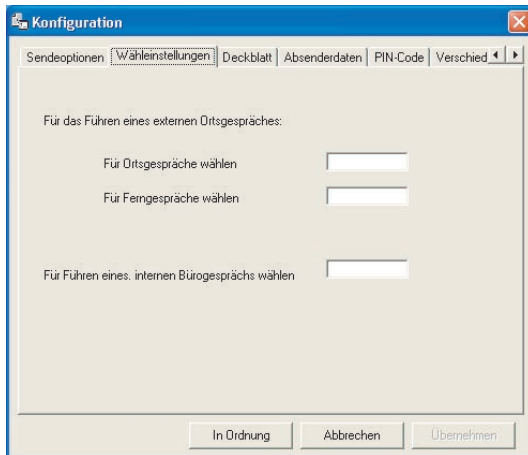 Konfiguration
Sendeoptionen Wähleinstellungen Deckblatt Absenderdaten PIN-Code Verschied
Für das Führen eines externen Ortsgespräches:
Für Ortsgespräche wählen
Für Ferngespräche wählen
Für Führen eines. internen Bürogesprächs wählen
In Ordnung Abbrechen Übernehmen